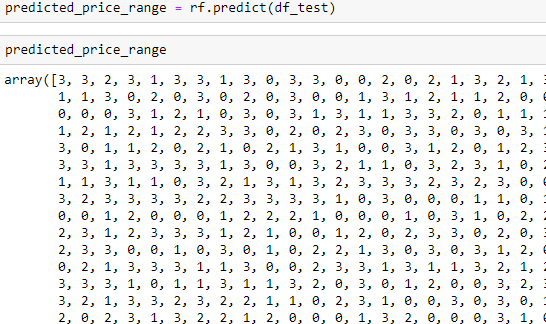 predicted_price_range = rf.predict(df_test)
predicted_price_range
array([3, 3, 2, 3, 1, 3, 3, 1, 3, 0, 3, 3, 0, 0, 2, 0, 2, 1, 3, 2, 1,
1, 1, 3, 0, 2, 0, 3, 0, 2, 0, 3, 0, 0, 1, 3, 1, 2, 1, 1, 2, 0,
0, 0, 0, 3, 1, 2, 1, 0, 3, 0, 3, 1, 3, 1, 1, 3, 3, 2, 0, 1, 1,
1, 2, 1, 2, 1, 2, 2, 3, 3, 0, 2, 0, 2, 3, 0, 3, 3, 0, 3, 0, 3,
3, 0, 1, 1, 2, 0, 2, 1, 0, 2, 1, 3, 1, 0, 0, 3, 1, 2, 0, 1, 2,
3, 3, 1, 3, 3, 3, 3, 1, 3, 0, 0, 3, 2, 1, 1, 0, 3, 2, 3, 1, 0,
1, 1, 3, 1, 1, 0, 3, 2, 1, 3, 1, 3, 2, 3, 3, 3, 2, 3, 2, 3, 0,
3, 2, 3, 3, 3, 3, 2, 2, 3, 3, 3, 3, 1, 0, 3, 0, 0, 0, 1, 1, 0,
0, 0, 1, 2, 0, 0, 0, 1, 2, 2, 2, 1, 0, 0, 0, 1, 0, 3, 1, 0, 2,
2, 3, 1, 2, 3, 3, 3, 1, 2, 1, 0, 0, 1, 2, 0, 2, 3, 3, 0, 2, 0,
2, 3, 3, 0, 0, 1, 0, 3, 0, 1, 0, 2, 2, 1, 3, 0, 3, 0, 3, 1, 2,
0, 2, 1, 3, 3, 3, 1, 1, 3, 0, 0, 2, 3, 3, 1, 3, 1, 1, 3, 2, 1,
3, 3, 3, 1, 0, 1, 1, 3, 1, 1, 3, 2, 0, 3, 0, 1, 2, 0, 0, 3, 2,
3, 2, 1, 3, 3, 2, 3, 2, 2, 1, 1, 0, 2, 3, 1, 0, 0, 3, 0, 3, 0,
2, 0, 2, 3, 1, 3, 2, 2, 1, 2, 0, 0, 0, 1, 3, 2, 0, 0, 0, 3, 1,